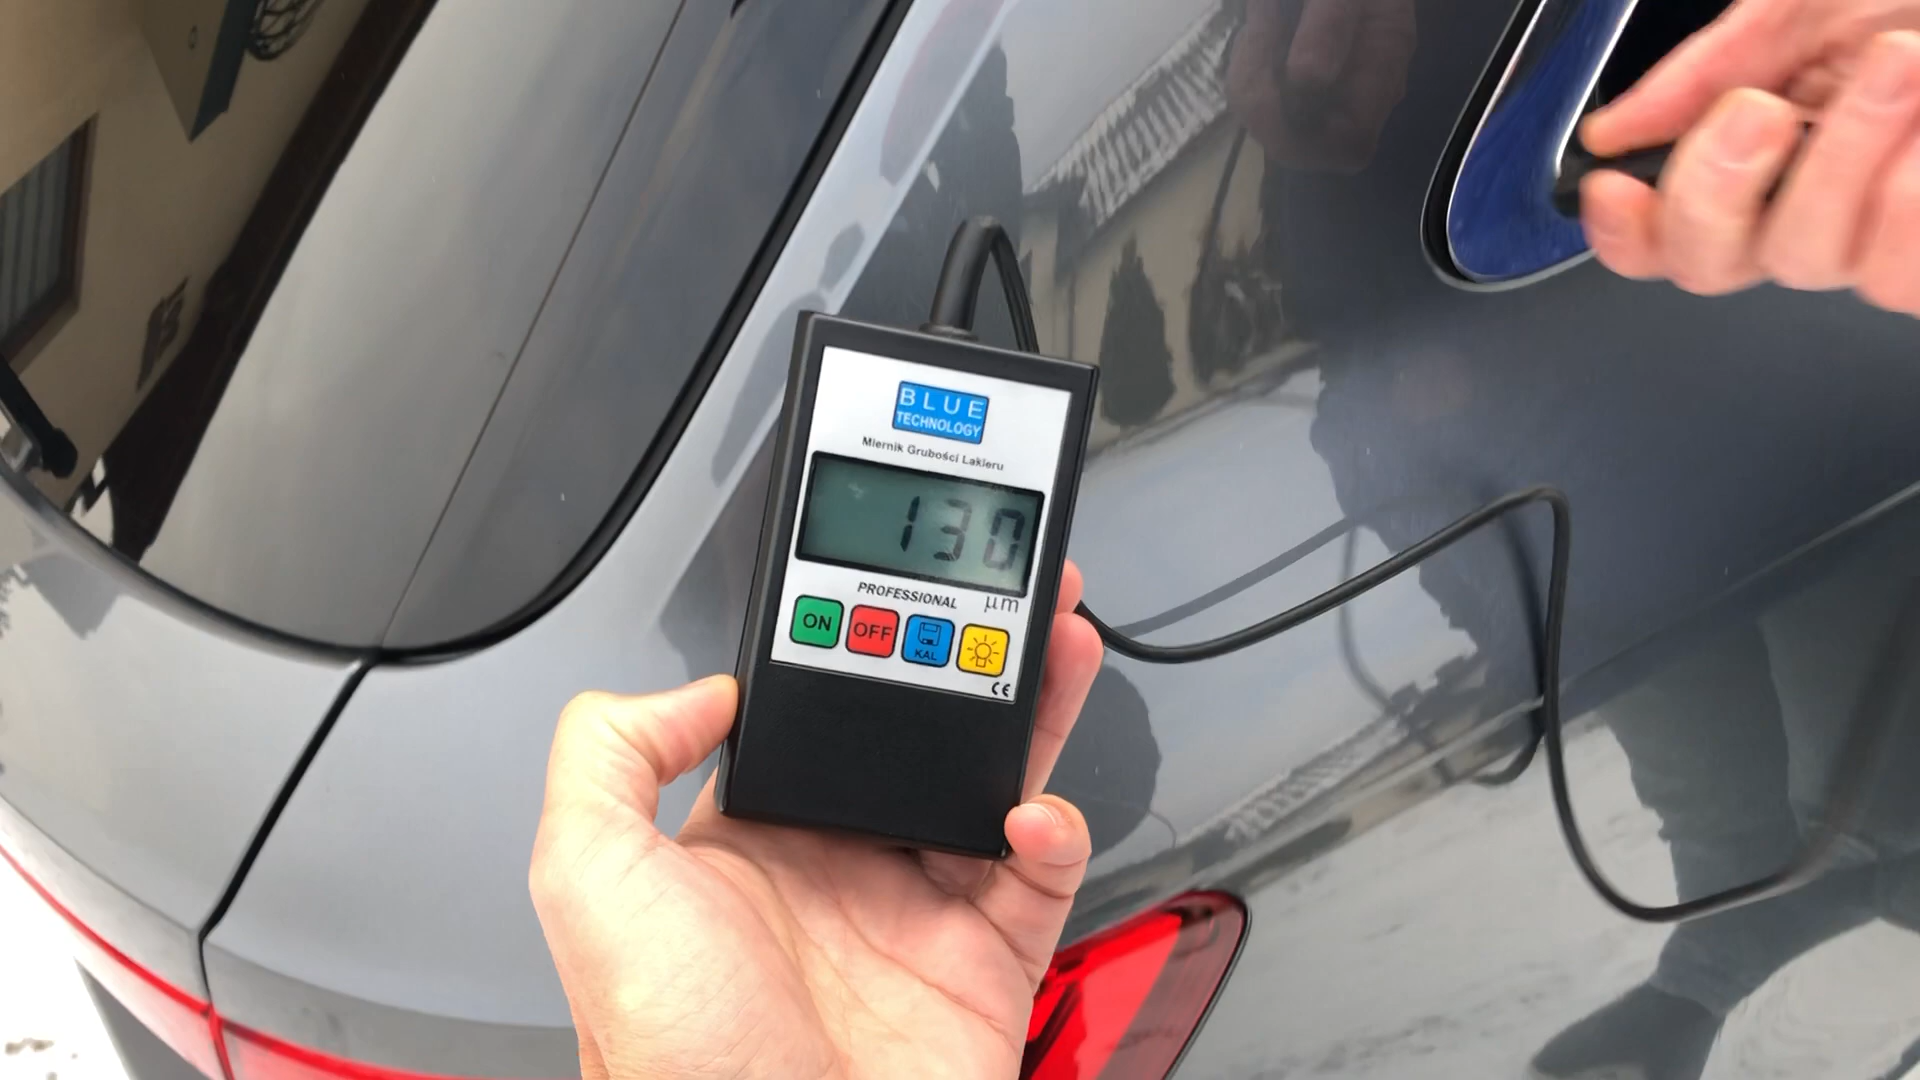 BLUE
TECHNOLOGY
Miernik Grubości Lakieru
130
PROFESSIONAL
μm
ON
OFF
KAL
CE